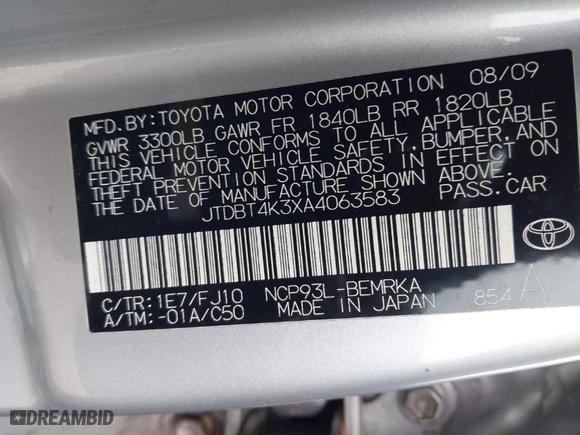 MFD. BY: TOYOTA MOTOR CORPORATION 08/09
GVWR 3300LB GAWR FR 1840LB RR 1820LB
THIS VEHICLE CONFORMS TO ALL APPLICABLE
FEDERAL MOTOR VEHICLE SAFETY, BUMPER, AND
THEFT PREVENTION STANDARDS IN EFFECT ON
THE DATE OF MANUFACTURE SHOWN ABOVE.
JTDBT4K3XA4063583 PASS. CAR
C/TR: 1E7/FJ10 NCP93L-BEMRKA
A/TM: -01A/C50 MADE IN JAPAN 854 A
TOYOTA
DREAMBID